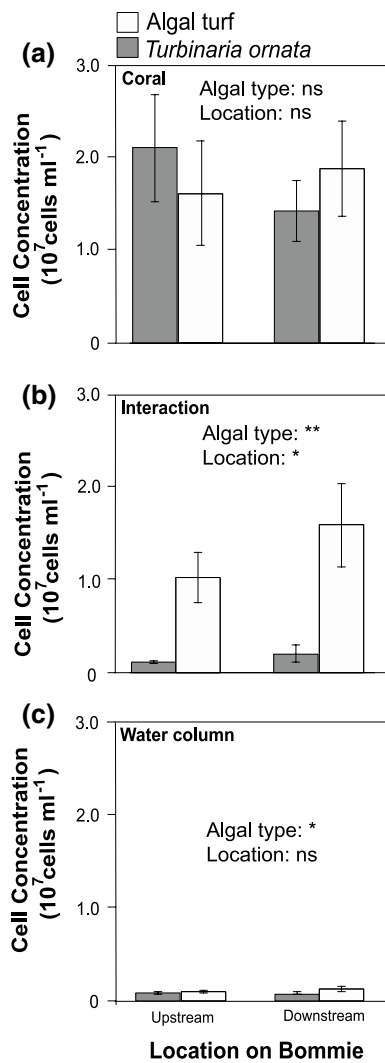 Algal turf
Turbinaria ornata
(a)
Coral
Algal type: ns
Location: ns
3.0
2.0
1.0
0
Cell Concentration
(10⁷cells ml⁻¹)
(b)
Interaction
Algal type: **
Location: *
3.0
2.0
1.0
0
Cell Concentration
(10⁷cells ml⁻¹)
(c)
Water column
Algal type: *
Location: ns
3.0
2.0
1.0
0
Cell Concentration
(10⁷cells ml⁻¹)
Upstream Downstream
Location on Bommie